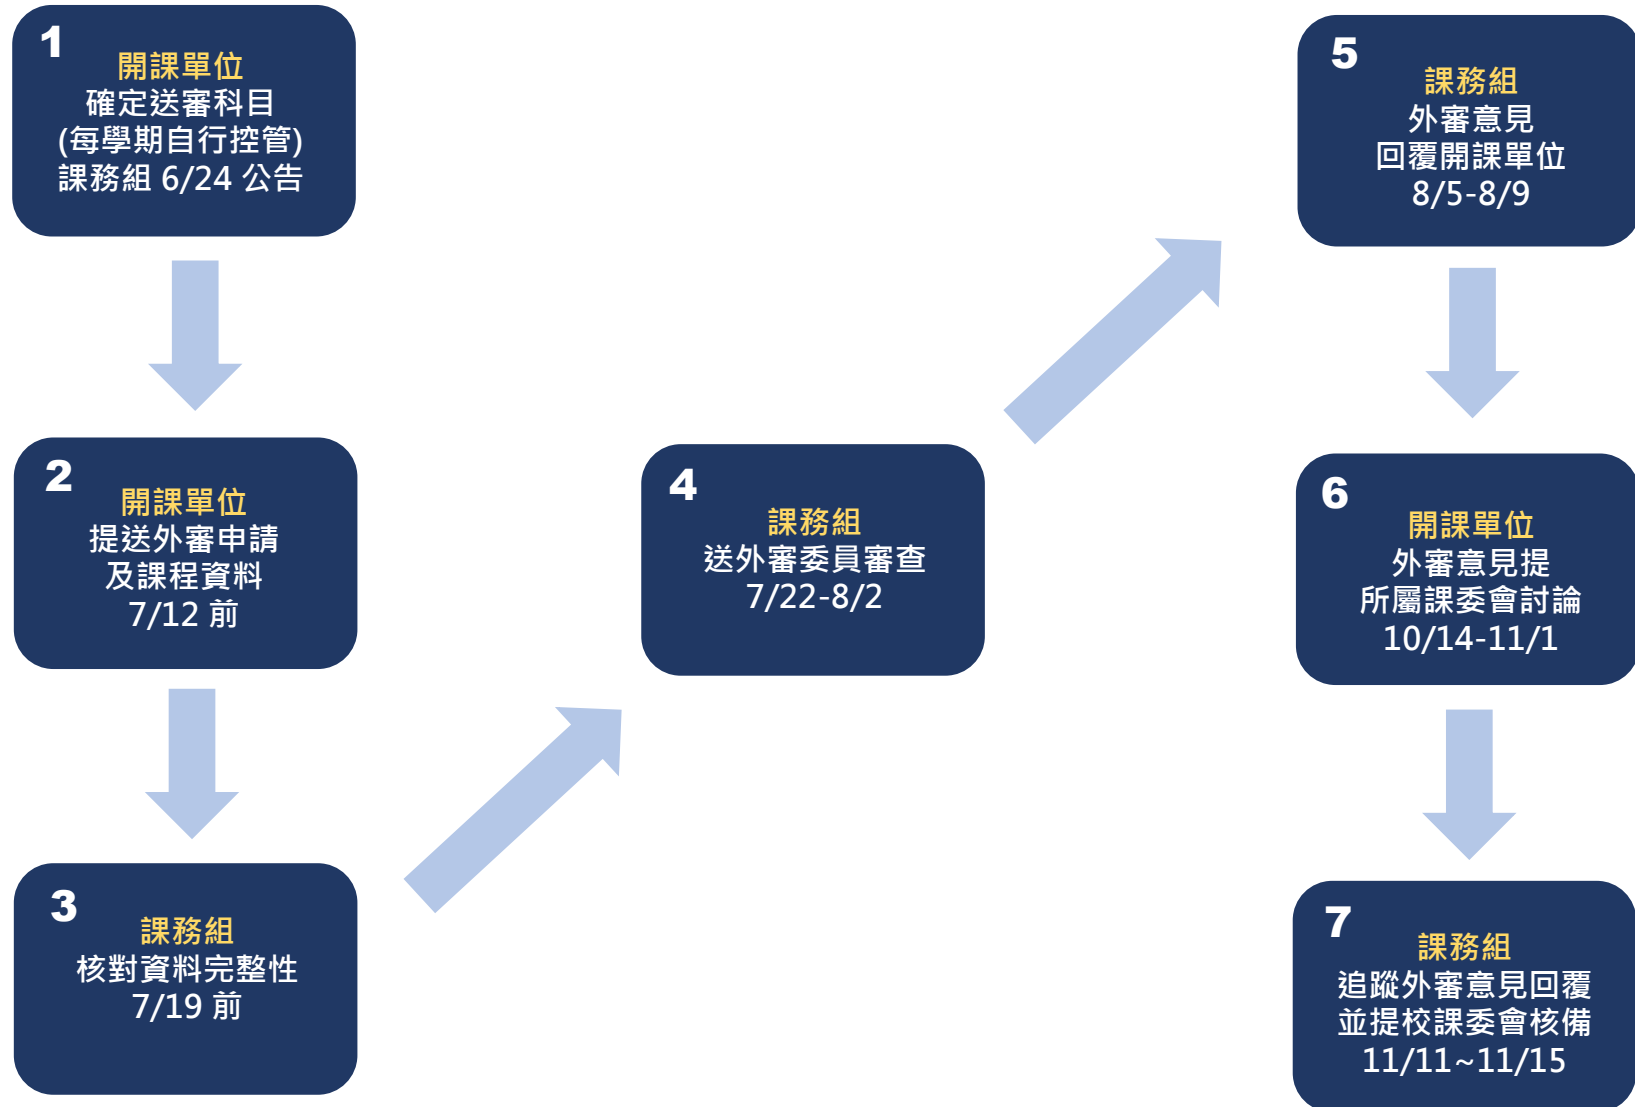 1
開課單位
確定送審科目
(每學期自行控管)
課務組 6/24 公告
2
開課單位
提送外審申請
及課程資料
7/12 前
3
課務組
核對資料完整性
7/19 前
4
課務組
送外審委員審查
7/22-8/2
5
課務組
外審意見
回覆開課單位
8/5-8/9
6
開課單位
外審意見提
所屬課委會討論
10/14-11/1
7
課務組
追蹤外審意見回覆
並提校課委會核備
11/11~11/15